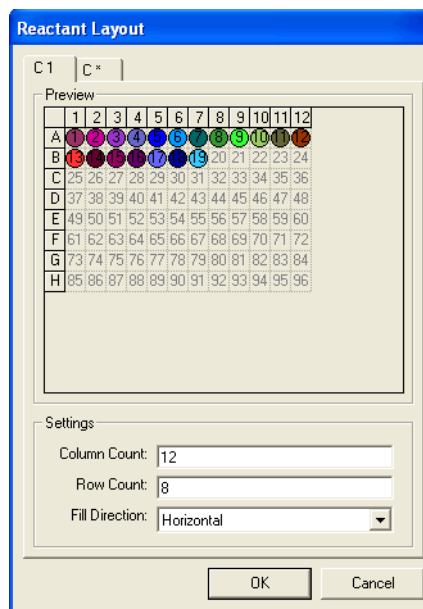 Reactant Layout
C 1 C *
Preview
1 2 3 4 5 6 7 8 9 10 11 12
A 1 2 3 4 5 6 7 8 9 10 11 12
B 13 14 15 16 17 18 19 20 21 22 23 24
C 25 26 27 28 29 30 31 32 33 34 35 36
D 37 38 39 40 41 42 43 44 45 46 47 48
E 49 50 51 52 53 54 55 56 57 58 59 60
F 61 62 63 64 65 66 67 68 69 70 71 72
G 73 74 75 76 77 78 79 80 81 82 83 84
H 85 86 87 88 89 90 91 92 93 94 95 96
Settings
Column Count: 12
Row Count: 8
Fill Direction: Horizontal
OK Cancel